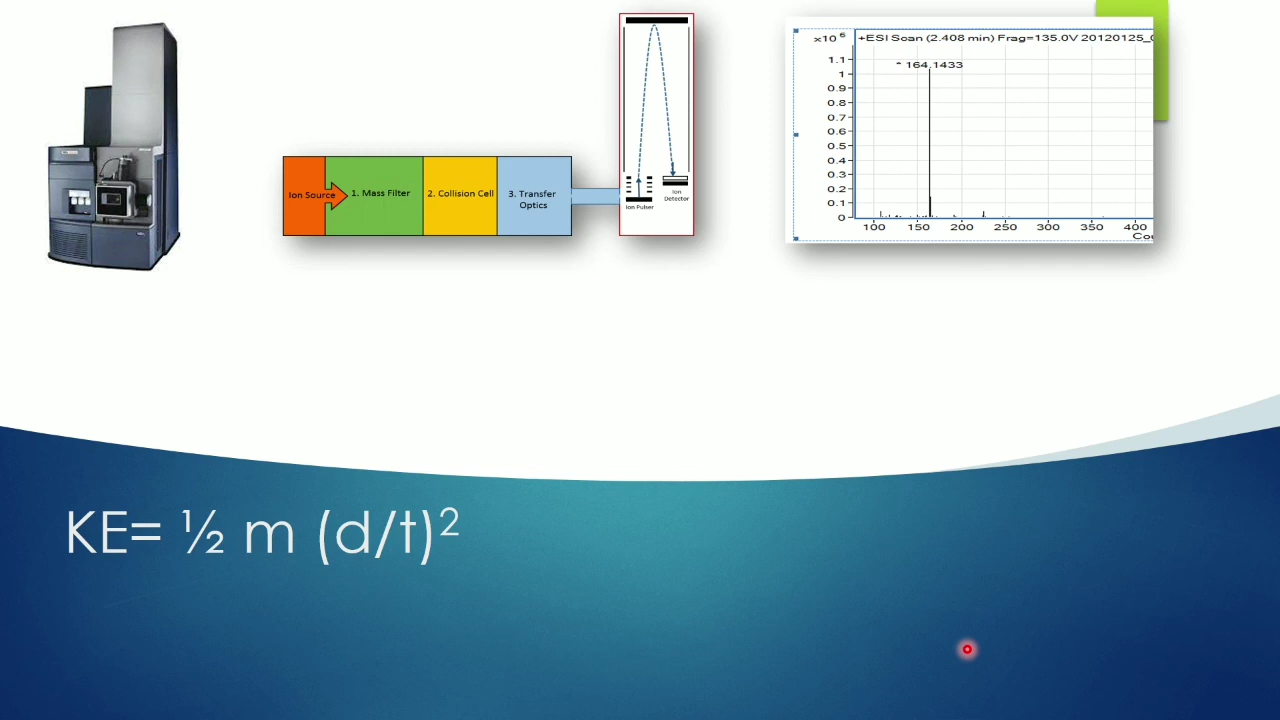 Ion Source
1. Mass Filter
2. Collision Cell
3. Transfer
Optics
Ion Pulser
Ion
Detector
×10 6
+ESI Scan (2.408 min) Frag=135.0V 20120125_
* 164.1433
1.1
1
0.9
0.8
0.7
0.6
0.5
0.4
0.3
0.2
0.1
0
100 150 200 250 300 350 400
Cou
KE= ½ m (d/t)²